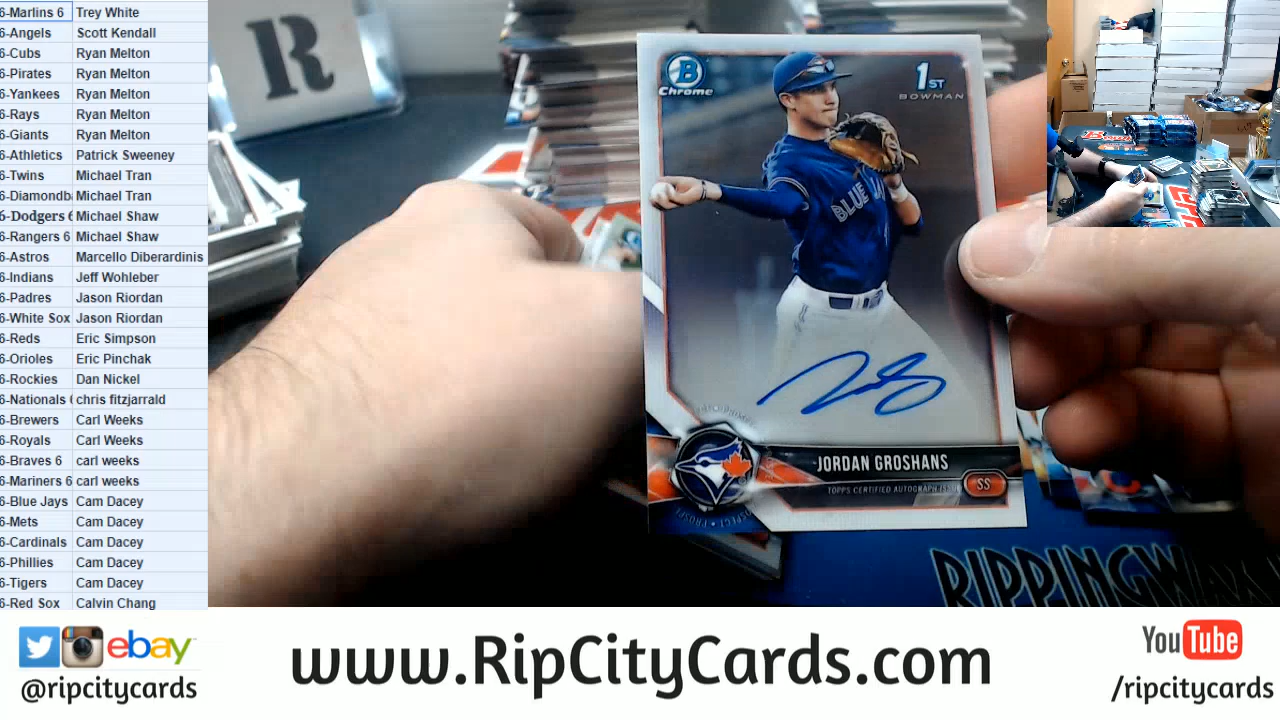 6-Marlins 6 Trey White
6-Angels Scott Kendall
6-Cubs Ryan Melton
6-Pirates Ryan Melton
6-Yankees Ryan Melton
6-Rays Ryan Melton
6-Giants Ryan Melton
6-Athletics Patrick Sweeney
6-Twins Michael Tran
6-Diamondb Michael Tran
6-Dodgers 6 Michael Shaw
6-Rangers 6 Michael Shaw
6-Astros Marcello Diberardinis
6-Indians Jeff Wohleber
6-Padres Jason Riordan
6-White Sox Jason Riordan
6-Reds Eric Simpson
6-Orioles Eric Pinchak
6-Rockies Dan Nickel
6-Nationals chris fitzjarrald
6-Brewers Carl Weeks
6-Royals Carl Weeks
6-Braves 6 carl weeks
6-Mariners 6 carl weeks
6-Blue Jays Cam Dacey
6-Mets Cam Dacey
6-Cardinals Cam Dacey
6-Phillies Cam Dacey
6-Tigers Cam Dacey
6-Red Sox Calvin Chang
R
B
Chrome
1ST
BOWMAN
BLUE
JORDAN GROSHANS
TOPPS CERTIFIED AUTOGRAPH ISSUE
SS
RIPPINGWAX
ebay
@ripcitycards
www.RipCityCards.com
YouTube
/ripcitycards